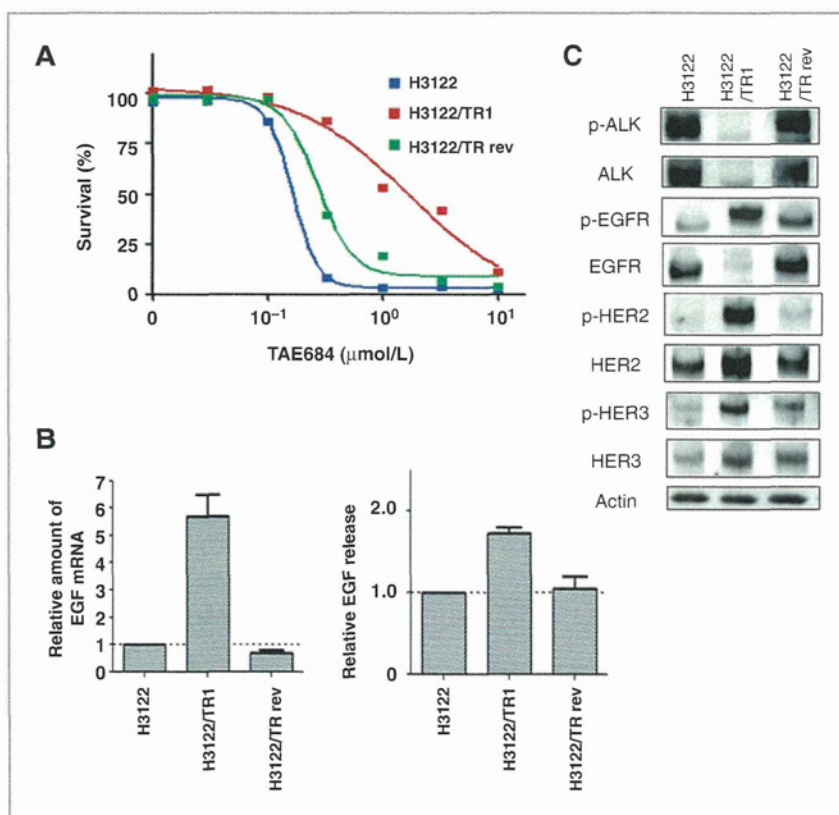 A
H3122
H3122/TR1
H3122/TR rev
Survival (%)
100
75
50
25
0
0
10⁻¹
10⁰
10¹
TAE684 (µmol/L)
B
Relative amount of
EGF mRNA
7
6
5
4
3
2
1
0
H3122
H3122/TR1
H3122/TR rev
Relative EGF release
2.0
1.0
0
H3122
H3122/TR1
H3122/TR rev
C
H3122
H3122
/TR1
H3122
/TR rev
p-ALK
ALK
p-EGFR
EGFR
p-HER2
HER2
p-HER3
HER3
Actin